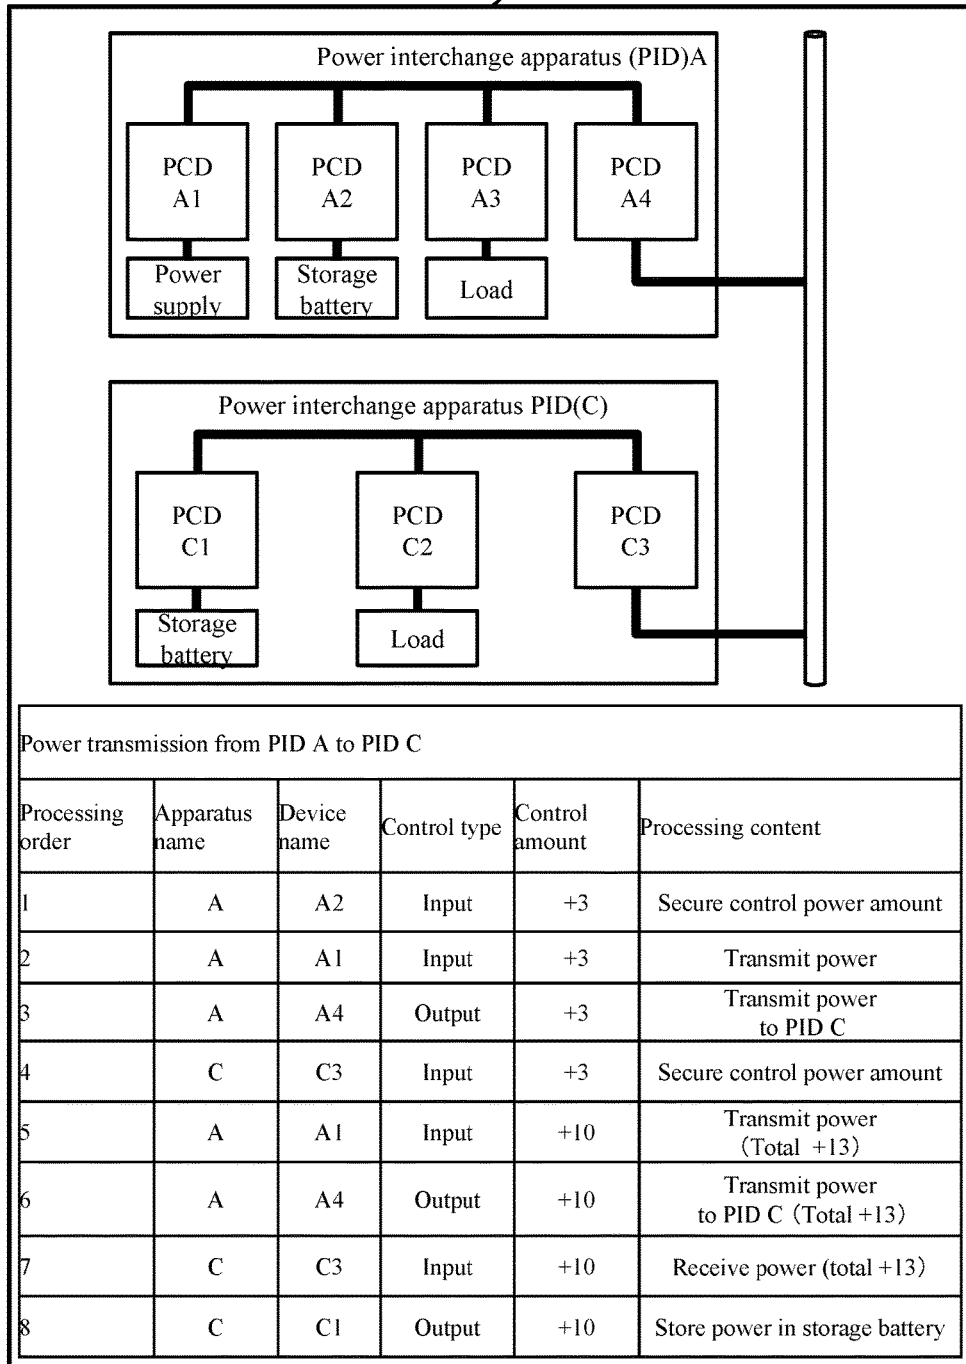 Power interchange apparatus (PID)A
PCD
A1
PCD
A2
PCD
A3
PCD
A4
Power
supply
Storage
battery
Load
Power interchange apparatus PID(C)
PCD
C1
PCD
C2
PCD
C3
Storage
battery
Load
Power transmission from PID A to PID C
Processing order Apparatus name Device name Control type Control amount Processing content
1 A A2 Input +3 Secure control power amount
2 A A1 Input +3 Transmit power
3 A A4 Output +3 Transmit power to PID C
4 C C3 Input +3 Secure control power amount
5 A A1 Input +10 Transmit power (Total +13)
6 A A4 Output +10 Transmit power to PID C (Total +13)
7 C C3 Input +10 Receive power (total +13)
8 C C1 Output +10 Store power in storage battery